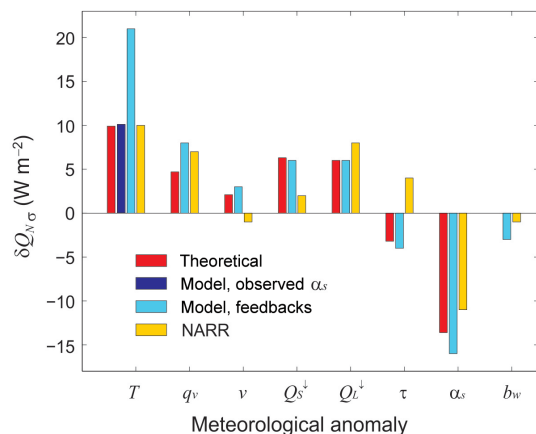 20
15
10
5
0
−5
−10
−15
δQN σ (W m−2)
Theoretical
Model, observed αs
Model, feedbacks
NARR
T qv v QS↓ QL↓ τ αs bw
Meteorological anomaly